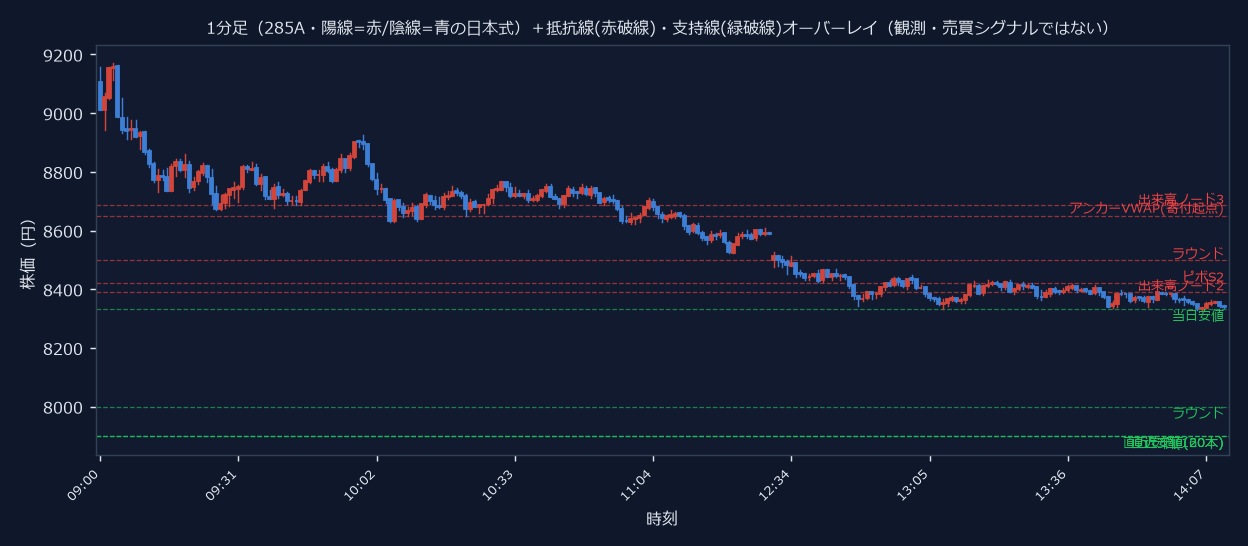 1分足（285A・陽線=赤/陰線=青の日本式）＋抵抗線(赤破線)・支持線(緑破線)オーバーレイ（観測・売買シグナルではない）
9200
9000
8800
8600
8400
8200
8000
株価（円）
出来高ノード3
アンカーVWAP(寄付起点)
ラウンド
ピボS2
出来高ノード2
当日安値
ラウンド
(20本)
09:00
09:31
10:02
10:33
11:04
12:34
13:05
13:36
14:07
時刻